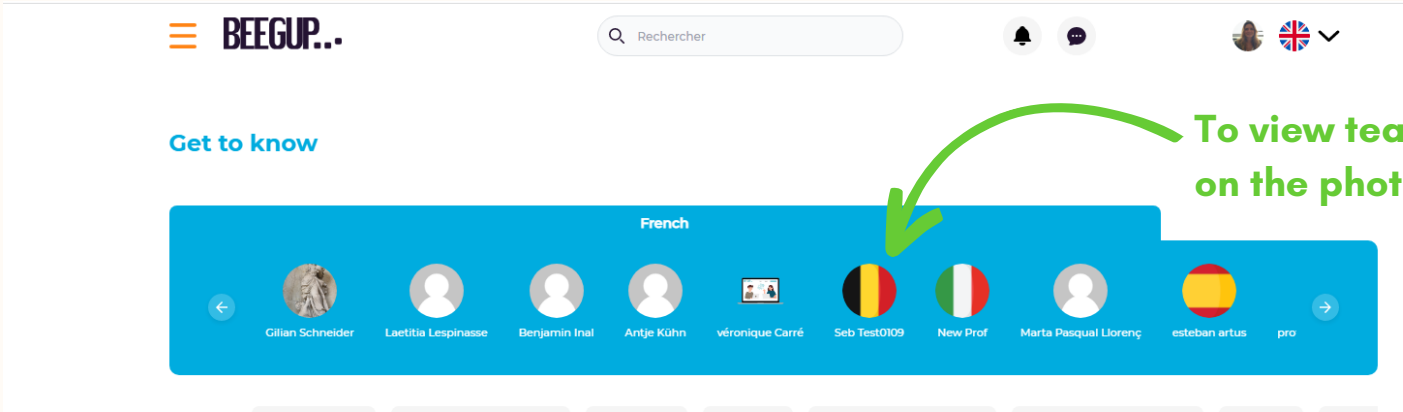 BEEGUP...
Rechercher
To view tea
on the phot
Get to know
French
Gilian Schneider
Laetitia Lespinasse
Benjamin Inal
Antje Kühn
véronique Carré
Seb Test0109
New Prof
Marta Pasqual Llorenç
esteban artus
pro